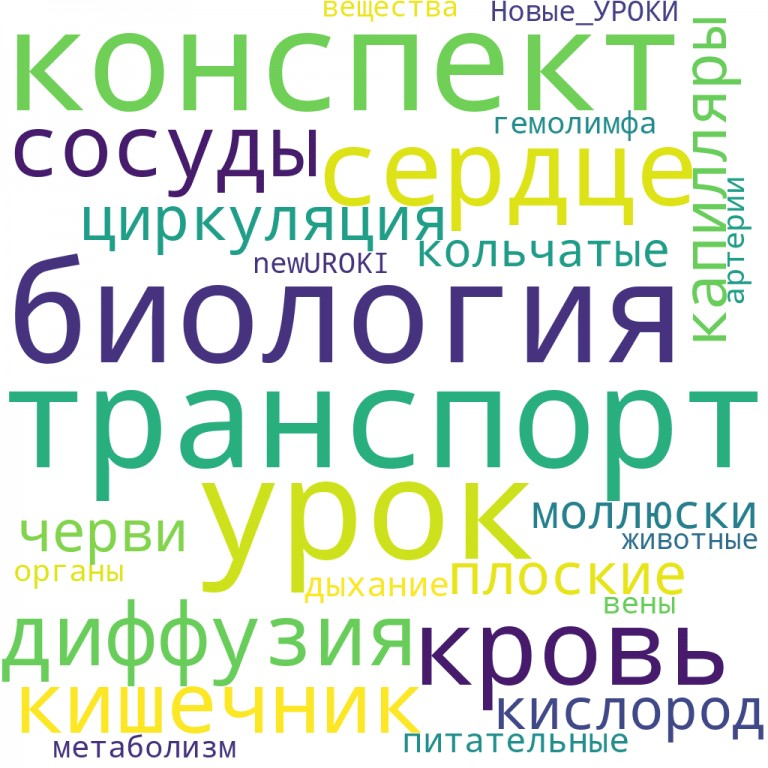 вещества
Новые_УРОКИ
конспект
капилляры
гемолимфа
сосуды
сердце
артерии
циркуляция
кольчатые
newUROKI
биология
транспорт
урок
моллюски
черви
животные
органы
дыхание
плоские
вены
диффузия
кровь
кишечник
кислород
метаболизм
питательные